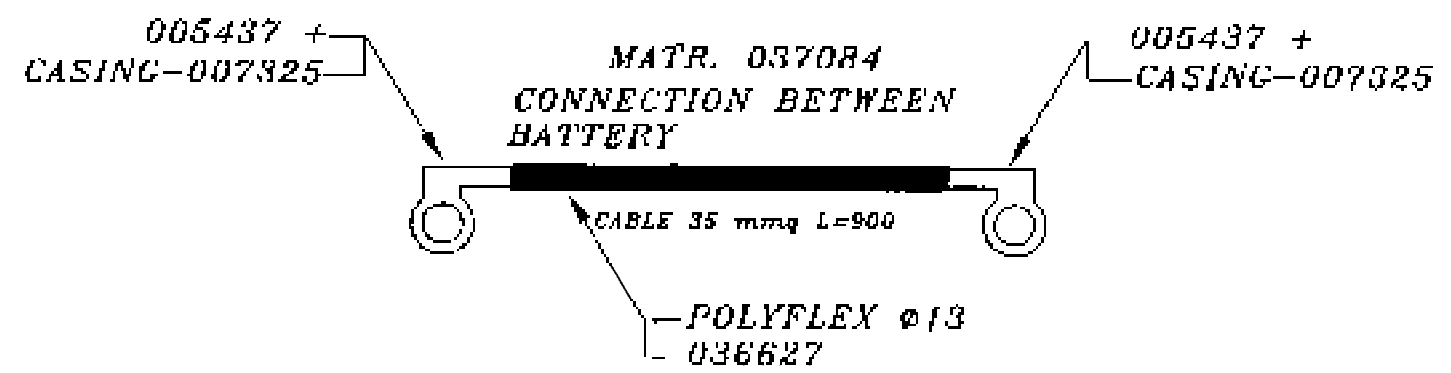 005437 +
CASING-007325
MATR. 037084
CONNECTION BETWEEN
BATTERY
005437 +
CASING-007325
CABLE 35 mmq L=900
POLYFLEX ø13
036627